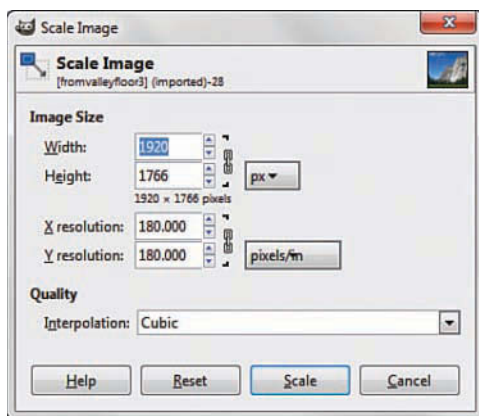 Scale Image
Scale Image
[fromvalleyfloor3] (imported)-28
Image Size
Width: 1920
Height: 1766 px
1920 × 1766 pixels
X resolution: 180.000
Y resolution: 180.000 pixels/in
Quality
Interpolation: Cubic
Help Reset Scale Cancel